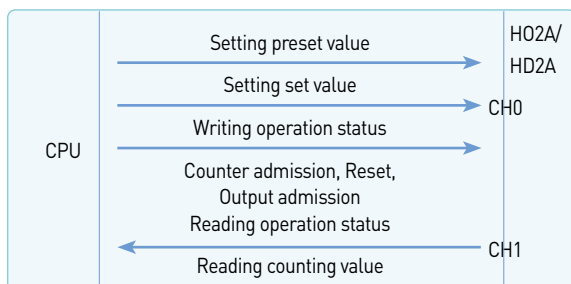 Setting preset value
HO2A/
HD2A
Setting set value
CH0
Writing operation status
CPU
Counter admission, Reset,
Output admission
Reading operation status
CH1
Reading counting value